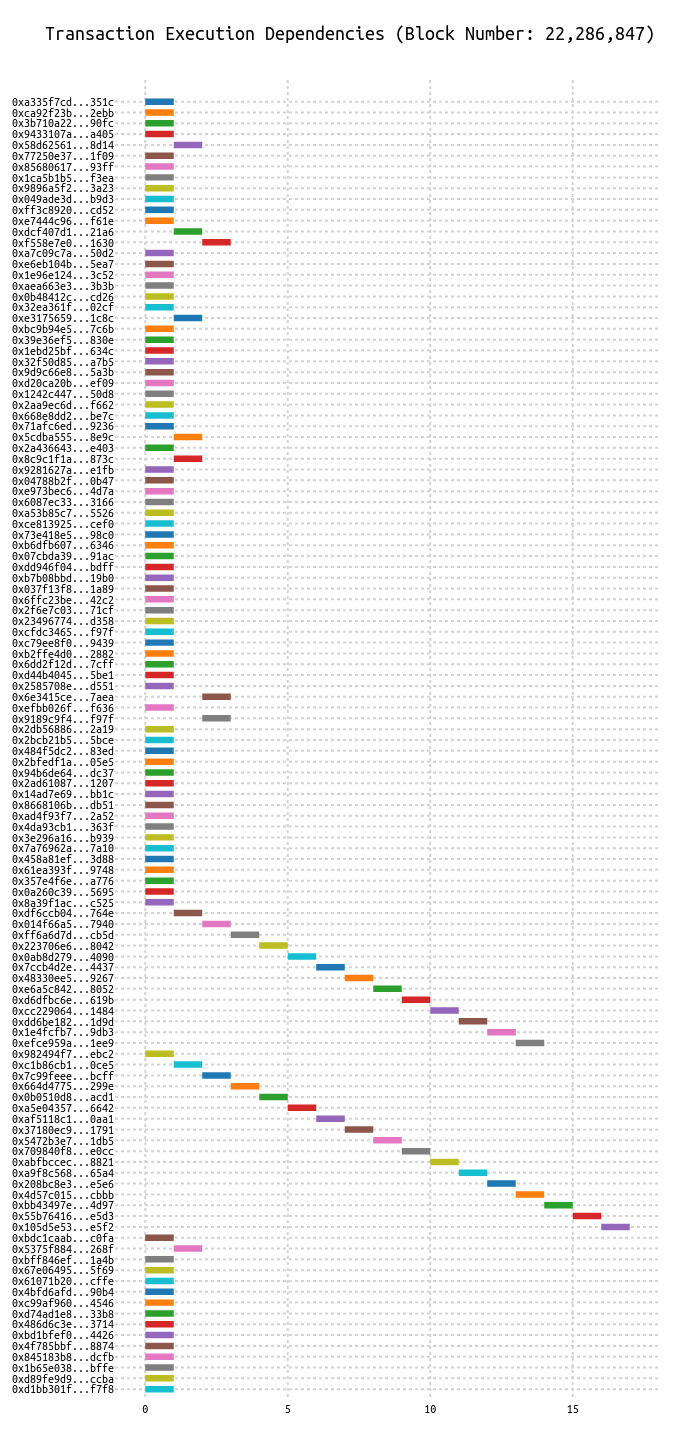 Transaction Execution Dependencies (Block Number: 22,286,847)
0xa335f7cd...351c
0xca92f23b...2ebb
0x3b710a22...90fc
0x9433107a...a405
0x58d62561...8d14
0x77250e37...1f09
0x85680617...93ff
0x1ca5b1b5...f3ea
0x9896a5f2...3a23
0x049ade3d...b9d3
0xff3c8920...cd52
0xe7444c96...f61e
0xdcf407d1...21a6
0xf558e7e0...1630
0xa7c09c7a...50d2
0xe6eb104b...5ea7
0x1e96e124...3c52
0xaea663e3...3b3b
0x0b48412c...cd26
0x32ea361f...02cf
0xe3175659...1c8c
0xbc9b94e5...7c6b
0x39e36ef5...830e
0x1ebd25bf...634c
0x32f50d85...a7b5
0x9d9c66e8...5a3b
0xd20ca20b...ef09
0x1242c447...50d8
0x2aa9ec6d...f662
0x668e8dd2...be7c
0x71afc6ed...9236
0x5cdba555...8e9c
0x2a436643...e403
0x8c9c1f1a...873c
0x9281627a...e1fb
0x04788b2f...0b47
0xe973bec6...4d7a
0x6087ec33...3166
0xa53b85c7...5526
0xce813925...cef0
0x73e418e5...98c0
0xb6dfb607...6346
0x07cbda39...91ac
0xdd946f04...bdff
0xb7b08bbd...19b0
0x037f13f8...1a89
0x6ffc23be...42c2
0x2f6e7c03...71cf
0x23496774...d358
0xcfdc3465...f97f
0xc79ee8f0...9439
0xb2ffe4d0...2882
0x6dd2f12d...7cff
0xd44b4045...5be1
0x2585708e...d551
0x6e3415ce...7aea
0xefbb026f...f636
0x9189c9f4...f97f
0x2db56886...2a19
0x2bcb21b5...5bce
0x484f5dc2...83ed
0x2bfedf1a...05e5
0x94b6de64...dc37
0x2ad61087...1207
0x14ad7e69...bb1c
0x8668106b...db51
0xad4f93f7...2a52
0x4da93cb1...363f
0x3e296a16...b939
0x7a76962a...7a10
0x458a81ef...3d88
0x61ea393f...9748
0x357e4f6e...a776
0x0a260c39...5695
0x8a39f1ac...c525
0xdf6ccb04...764e
0x014f66a5...7940
0xff6a6d7d...cb5d
0x223706e6...8042
0x0ab8d279...4090
0x7ccb4d2e...4437
0x48330ee5...9267
0xe6a5c842...8052
0xd6dfbc6e...619b
0xcc229064...1484
0xdd6be182...1d9d
0x1e4fcfb7...9db3
0xefce959a...1ee9
0x982494f7...ebc2
0xc1b86cb1...0ce5
0x7c99feee...bcff
0x664d4775...299e
0x0b0510d8...acd1
0xa5e04357...6642
0xaf5118c1...0aa1
0x37180ec9...1791
0x5472b3e7...1db5
0x709840f8...e0cc
0xabfbccec...8821
0xa9f8c568...65a4
0x208bc8e3...e5e6
0x4d57c015...cbbb
0xbb43497e...4d97
0x55b76416...e5d3
0x105d5e53...e5f2
0xbdc1caab...c0fa
0x5375f884...268f
0xbff846ef...1a4b
0x67e06495...5f69
0x61071b20...cffe
0x4bfd6afd...90b4
0xc99af960...4546
0xd74ad1e8...33b8
0x486d6c3e...3714
0xbd1bfef0...4426
0x4f785bbf...8874
0x845183b8...dcfb
0x1b65e038...bffe
0xd89fe9d9...ccba
0xd1bb301f...f7f8
0 5 10 15